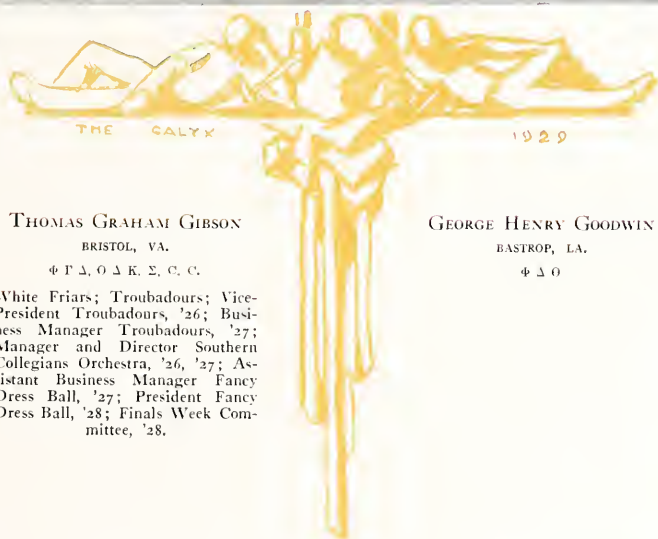 THE CALYX
1929
THOMAS GRAHAM GIBSON
BRISTOL, VA.
Φ Γ Δ, Ο Δ Κ, Σ, C. C.
White Friars; Troubadours; Vice-
President Troubadours, '26; Busi-
ness Manager Troubadours, '27;
Manager and Director Southern
Collegians Orchestra, '26, '27; As-
sistant Business Manager Fancy
Dress Ball, '27; President Fancy
Dress Ball, '28; Finals Week Com-
mittee, '28.
GEORGE HENRY GOODWIN
BASTROP, LA.
Φ Δ Θ